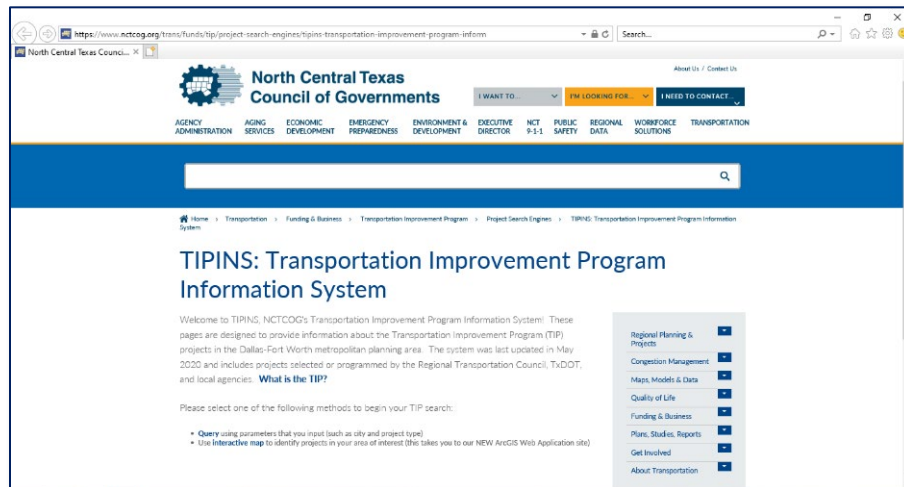 https://www.nctcog.org/trans/funds/tip/project-search-engines/tipins-transportation-improvement-program-inform
Search...
North Central Texas Counci...
North Central Texas
Council of Governments
About Us / Contact Us
I WANT TO...
I'M LOOKING FOR...
I NEED TO CONTACT...
AGENCY ADMINISTRATION
AGING SERVICES
ECONOMIC DEVELOPMENT
EMERGENCY PREPAREDNESS
ENVIRONMENT & DEVELOPMENT
EXECUTIVE DIRECTOR
NCT 9-1-1
PUBLIC SAFETY
REGIONAL DATA
WORKFORCE SOLUTIONS
TRANSPORTATION
Home > Transportation > Funding & Business > Transportation Improvement Program > Project Search Engines > TIPINS: Transportation Improvement Program Information
System
TIPINS: Transportation Improvement Program
Information System
Welcome to TIPINS, NCTCOG's Transportation Improvement Program Information System! These
pages are designed to provide information about the Transportation Improvement Program (TIP)
projects in the Dallas-Fort Worth metropolitan planning area. The system was last updated in May
2020 and includes projects selected or programmed by the Regional Transportation Council, TxDOT,
and local agencies. What is the TIP?
Please select one of the following methods to begin your TIP search:
• Query using parameters that you input (such as city and project type)
• Use interactive map to identify projects in your area of interest (this takes you to our NEW ArcGIS Web Application site)
Regional Planning &
Projects
Congestion Management
Maps, Models & Data
Quality of Life
Funding & Business
Plans, Studies, Reports
Get Involved
About Transportation